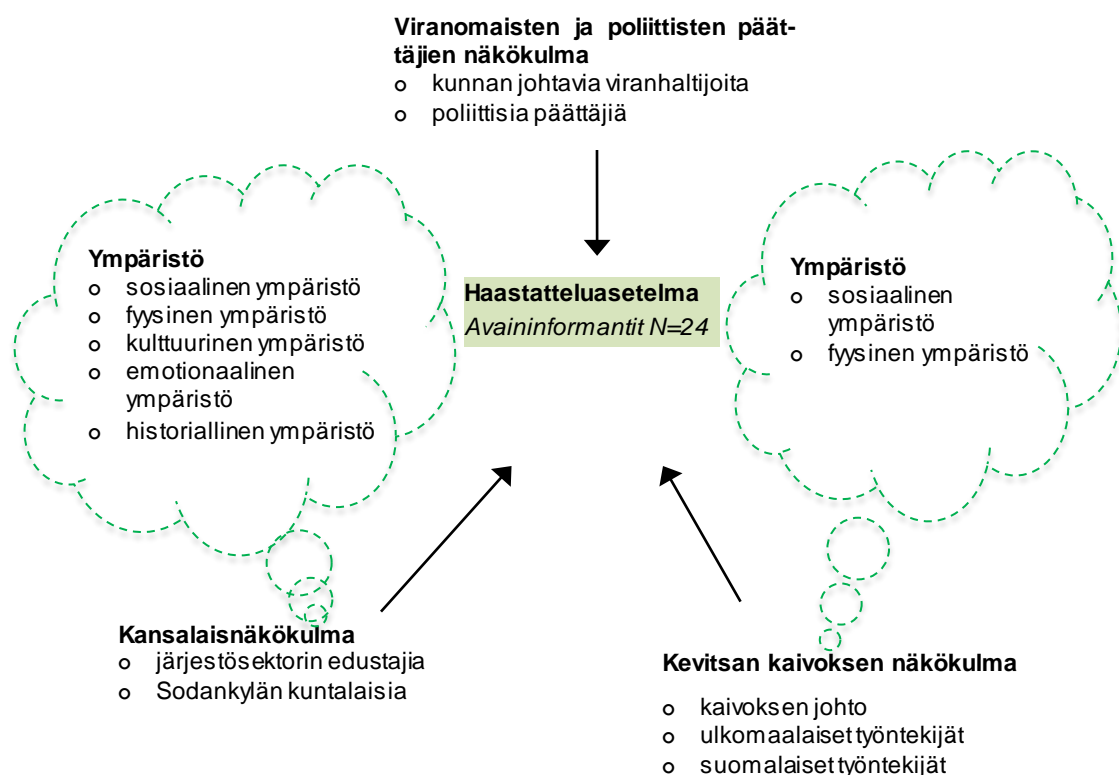 Viranomaisten ja poliittisten päät-
täjien näkökulma
o kunnan johtavia viranhaltijoita
o poliittisia päättäjiä
Ympäristö
o sosiaalinen ympäristö
o fyysinen ympäristö
o kulttuurinen ympäristö
o emotionaalinen
ympäristö
o historiallinen ympäristö
Haastatteluasetelma
Avaininformantit N=24
Ympäristö
o sosiaalinen
ympäristö
o fyysinen ympäristö
Kansalaisnäkökulma
o järjestösektorin edustajia
o Sodankylän kuntalaisia
Kevitsan kaivoksen näkökulma
o kaivoksen johto
o ulkomaalaiset työntekijät
o suomalaiset työntekijät